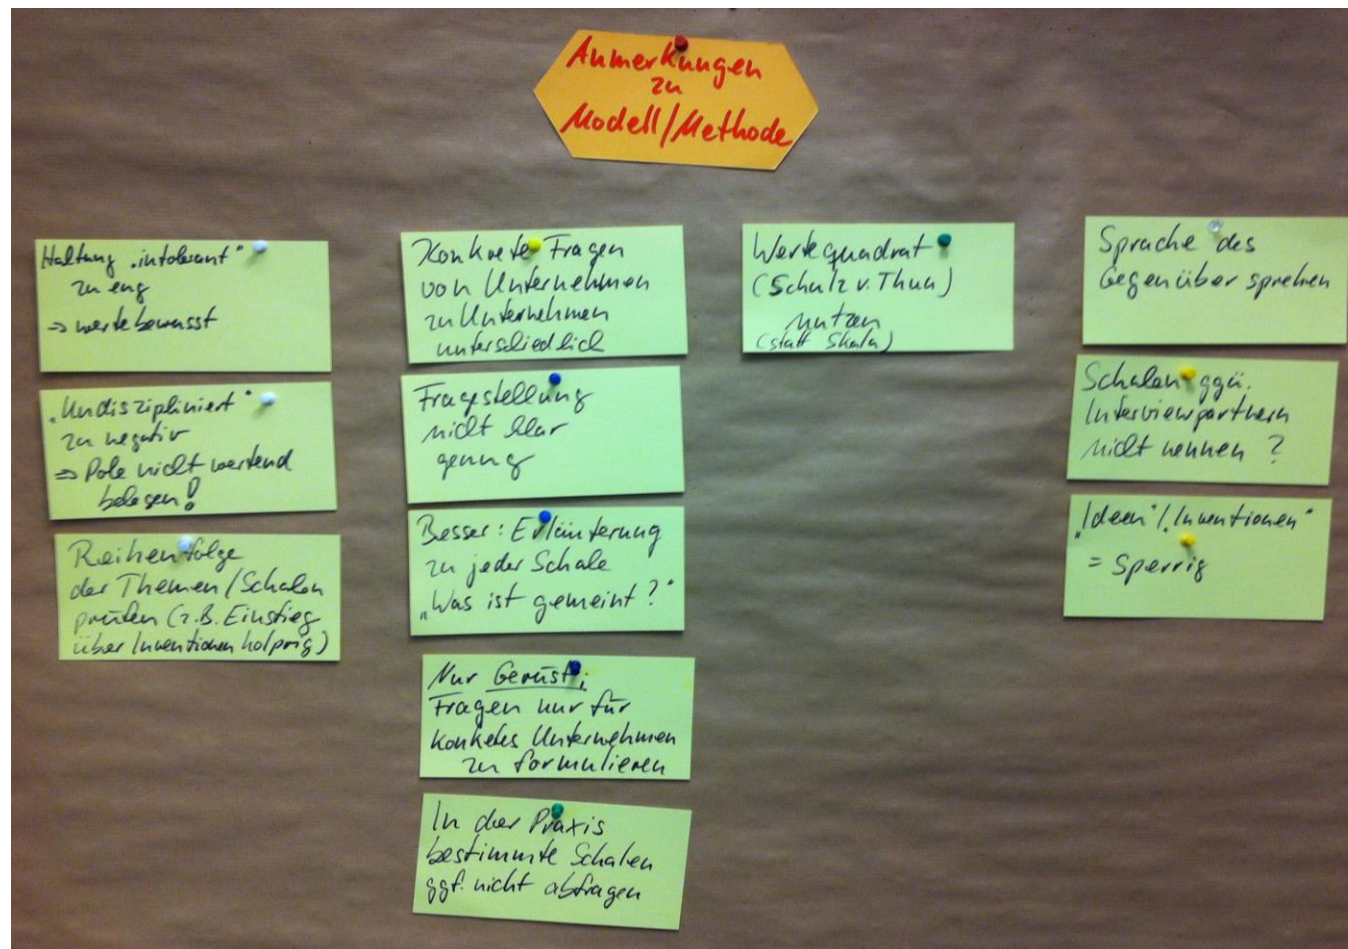 Anmerkungen
zu
Modell/Methode
Haltung „intolerant"
zu eng
⇒ wertebewusst
„Undiszipliniert"
zu negativ
⇒ Pole nicht wertend
belegen!
Reihenfolge
der Themen/Schalen
prüfen (z.B. Einstieg
über Inventionen holprig)
Konkrete Fragen
von Unternehmen
zu Unternehmen
unterschiedlich
Fragestellung
nicht klar
genug
Besser: Erläuterung
zu jeder Schale
„Was ist gemeint?"
Nur Gerüst;
Fragen nur für
konkretes Unternehmen
zu formulieren
In der Praxis
bestimmte Schalen
ggf. nicht abfragen
Wertequadrat
(Schulz v. Thun)
nutzen
(statt Skala)
Sprache des
Gegenüber sprechen
Schalen ggü.
Interviewpartnern
nicht nennen?
„Ideen"/„Inventionen"
= Sperrig